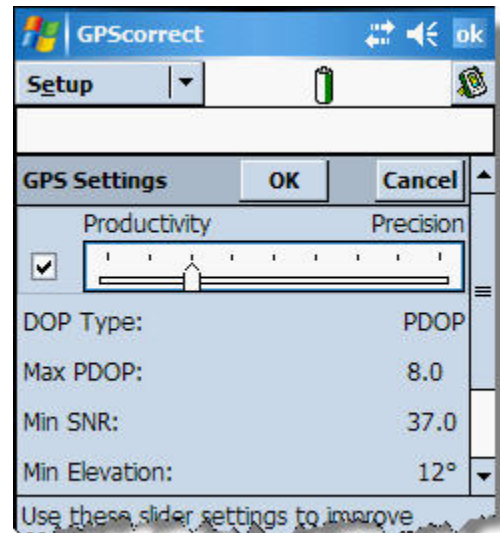 GPScorrect ok
Setup
GPS Settings OK Cancel
Productivity Precision
DOP Type: PDOP
Max PDOP: 8.0
Min SNR: 37.0
Min Elevation: 12°
Use these slider settings to improve